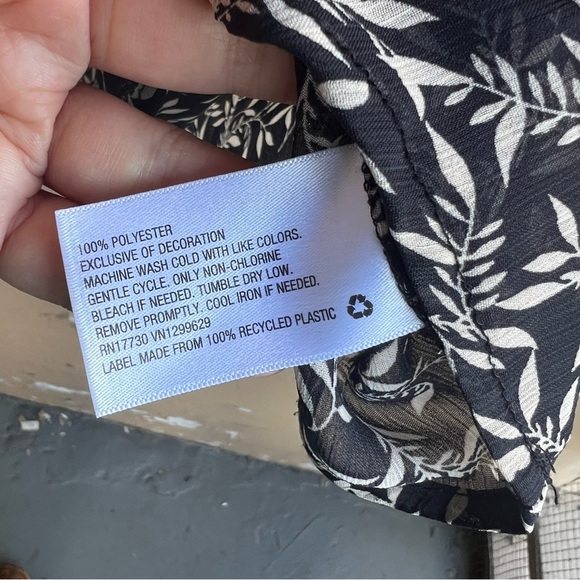 100% POLYESTER
EXCLUSIVE OF DECORATION
MACHINE WASH COLD WITH LIKE COLORS.
GENTLE CYCLE. ONLY NON-CHLORINE
BLEACH IF NEEDED. TUMBLE DRY LOW.
REMOVE PROMPTLY. COOL IRON IF NEEDED.
RN17730 VN1299629
LABEL MADE FROM 100% RECYCLED PLASTIC